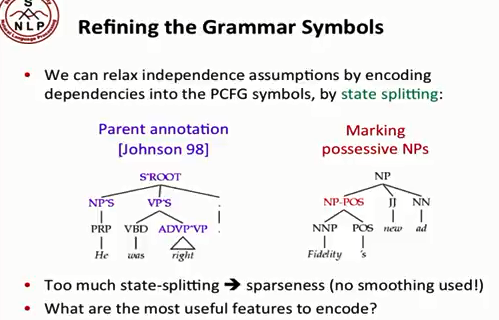 S
NLP
Refining the Grammar Symbols
• We can relax independence assumptions by encoding
dependencies into the PCFG symbols, by state splitting:
Parent annotation
[Johnson 98]
Marking
possessive NPs
S^ROOT
NP^S VP^S .
PRP VBD ADVP^VP .
He was right
NP
NP-POS JJ NN
NNP POS new ad
Fidelity 's
• Too much state-splitting ➔ sparseness (no smoothing used!)
• What are the most useful features to encode?